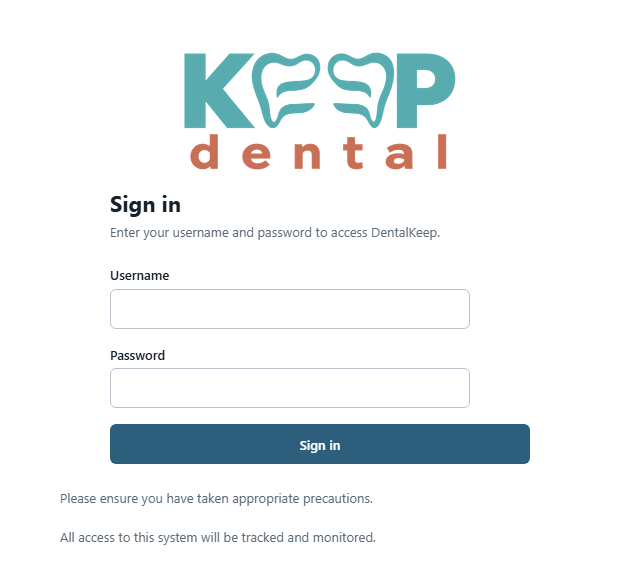 KEEP
dental
Sign in
Enter your username and password to access DentalKeep.
Username
Password
Sign in
Please ensure you have taken appropriate precautions.
All access to this system will be tracked and monitored.